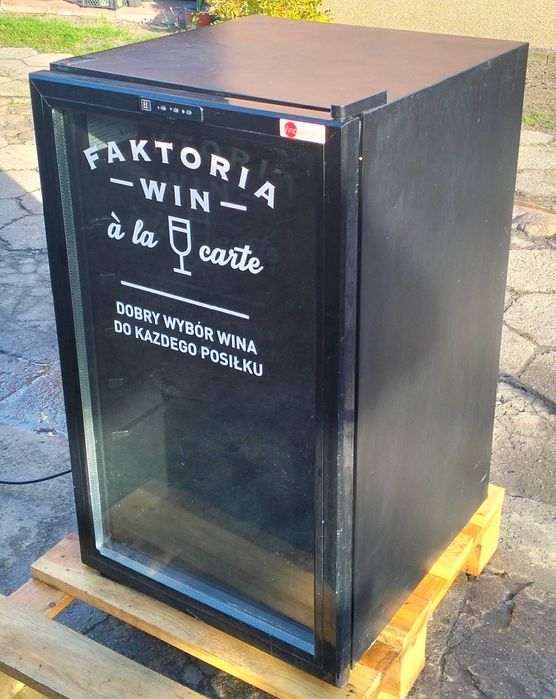 FAKTORIA
WIN
à la carte
DOBRY WYBÓR WINA
DO KAZDEGO POSIŁKU